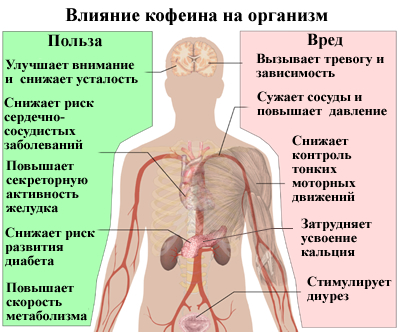 Влияние кофеина на организм
Польза
Улучшает внимание
и снижает усталость
Снижает риск
сердечно-
сосудистых
заболеваний
Повышает
секреторную
активность
желудка
Снижает риск
развития
диабета
Повышает
скорость
метаболизма
Вред
Вызывает тревогу и
зависимость
Сужает сосуды и
повышает давление
Снижает
контроль
тонких
моторных
движений
Затрудняет
усвоение
кальция
Стимулирует
диурез